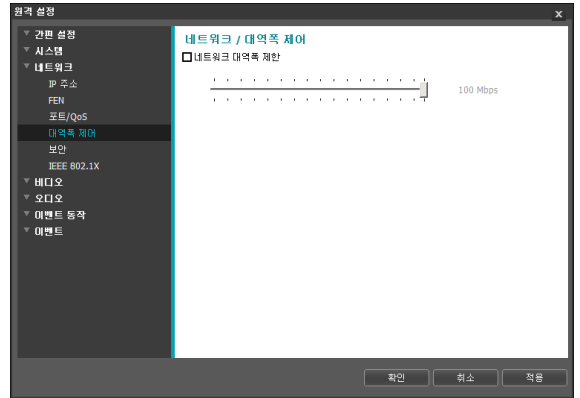 원격 설정
x
간편 설정
시스템
네트워크
IP 주소
FEN
포트/QoS
대역폭 제어
보안
IEEE 802.1X
비디오
오디오
이벤트 동작
이벤트
네트워크 / 대역폭 제어
네트워크 대역폭 제한
100 Mbps
확인
취소
적용